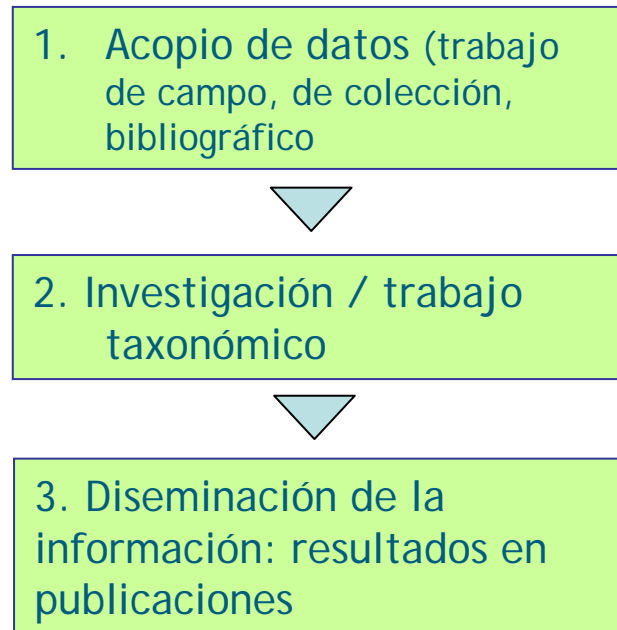 1. Acopio de datos (trabajo
de campo, de colección,
bibliográfico
2. Investigación / trabajo
taxonómico
3. Diseminación de la
información: resultados en
publicaciones